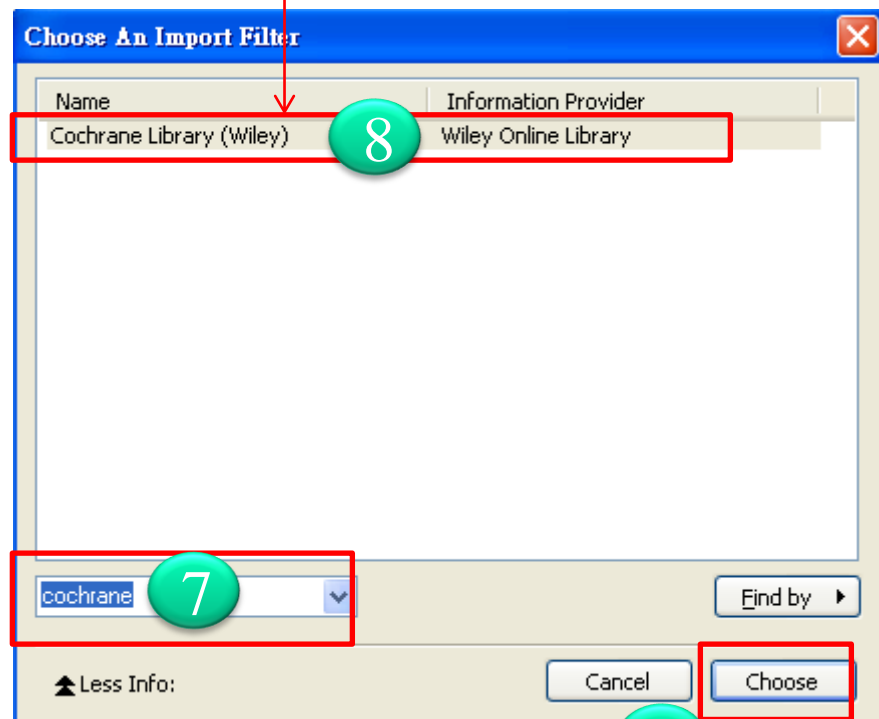 Choose An Import Filter
Name Information Provider
Cochrane Library (Wiley) 8 Wiley Online Library
cochrane 7 Find by
Less Info: Cancel Choose